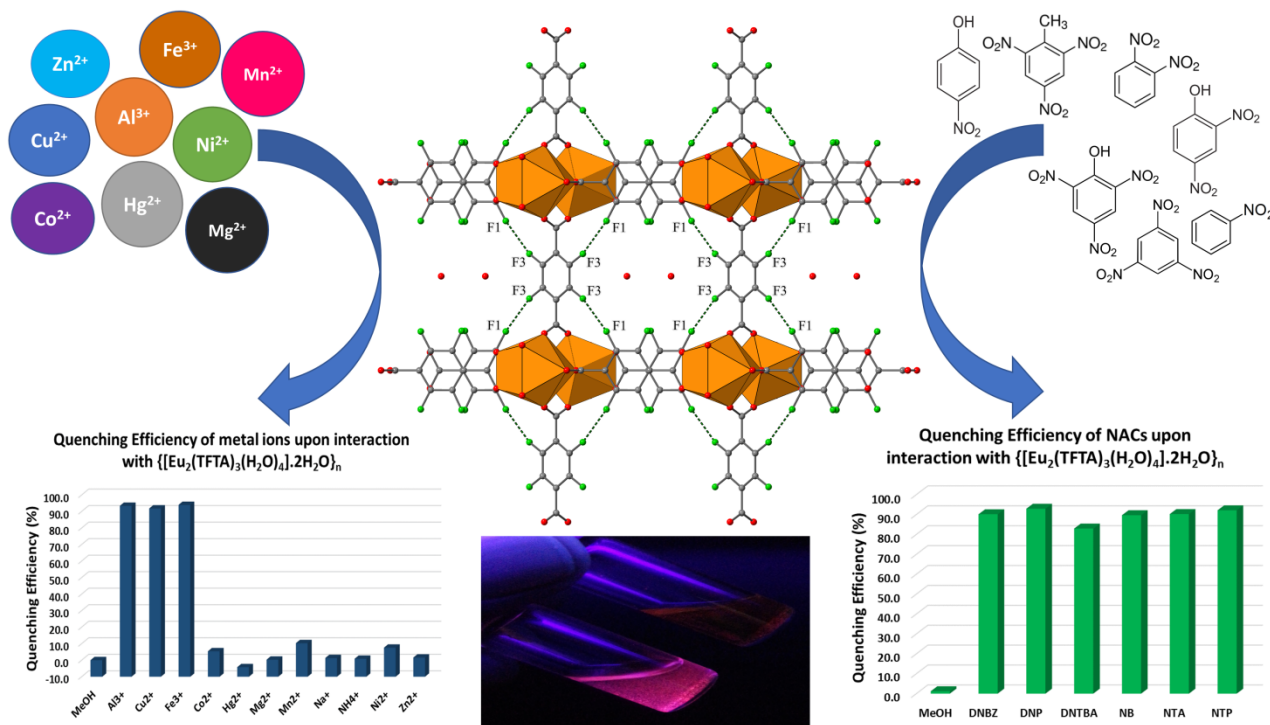 Zn2+
Fe3+
Mn2+
Cu2+
Al3+
Ni2+
Co2+
Hg2+
Mg2+
F1 F1 F1 F1
F3 F3 F3 F3
F3 F3 F3 F3
F1 F1 F1 F1
OH
NO2
CH3
O2N NO2
NO2
NO2
NO2
OH
NO2
NO2
OH
O2N NO2
NO2
NO2
O2N NO2
NO2
Quenching Efficiency of metal ions upon interaction
with {[Eu2(TFTA)3(H2O)4].2H2O}n
Quenching Efficiency (%)
100.0
90.0
80.0
70.0
60.0
50.0
40.0
30.0
20.0
10.0
0.0
-10.0
MeOH Al3+ Cu2+ Fe3+ Co2+ Hg2+ Mg2+ Mn2+ Na+ NH4+ Ni2+ Zn2+
Quenching Efficiency of NACs upon
interaction with {[Eu2(TFTA)3(H2O)4].2H2O}n
Quenching Efficiency (%)
100.0
90.0
80.0
70.0
60.0
50.0
40.0
30.0
20.0
10.0
0.0
MeOH DNBZ DNP DNTBA NB NTA NTP